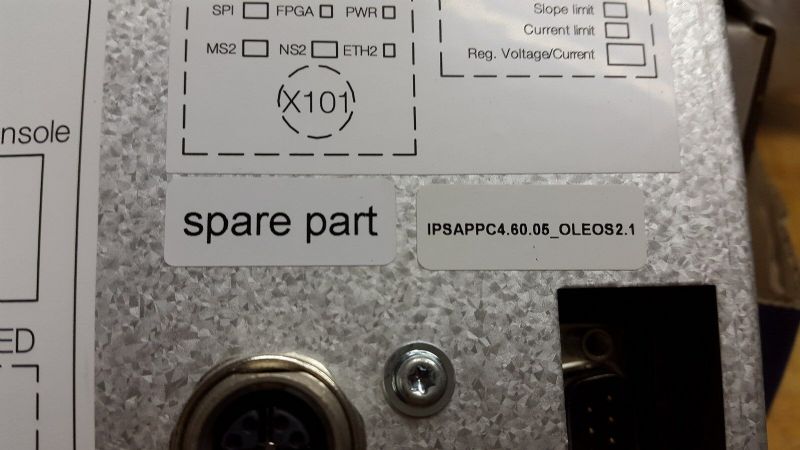 SPI FPGA PWR
MS2 NS2 ETH2
X101
Slope limit
Current limit
Reg. Voltage/Current
nsole
spare part
IPSAPPC4.60.05_OLEOS2.1
ED